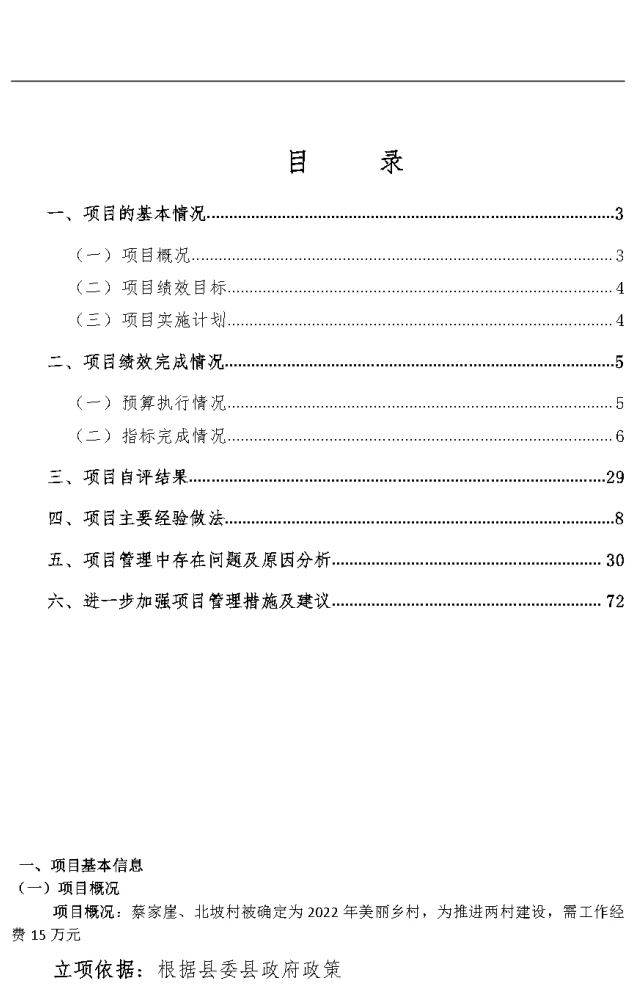 目 录
一、项目的基本情况........................................3
（一）项目概况........................................3
（二）项目绩效目标........................................4
（三）项目实施计划........................................4
二、项目绩效完成情况........................................5
（一）预算执行情况........................................5
（二）指标完成情况........................................6
三、项目自评结果........................................29
四、项目主要经验做法........................................8
五、项目管理中存在问题及原因分析........................................30
六、进一步加强项目管理措施及建议........................................72
一、项目基本信息
（一）项目概况
项目概况：蔡家崖、北坡村被确定为 2022 年美丽乡村，为推进两村建设，需工作经
费 15 万元
立项依据：根据县委县政府政策